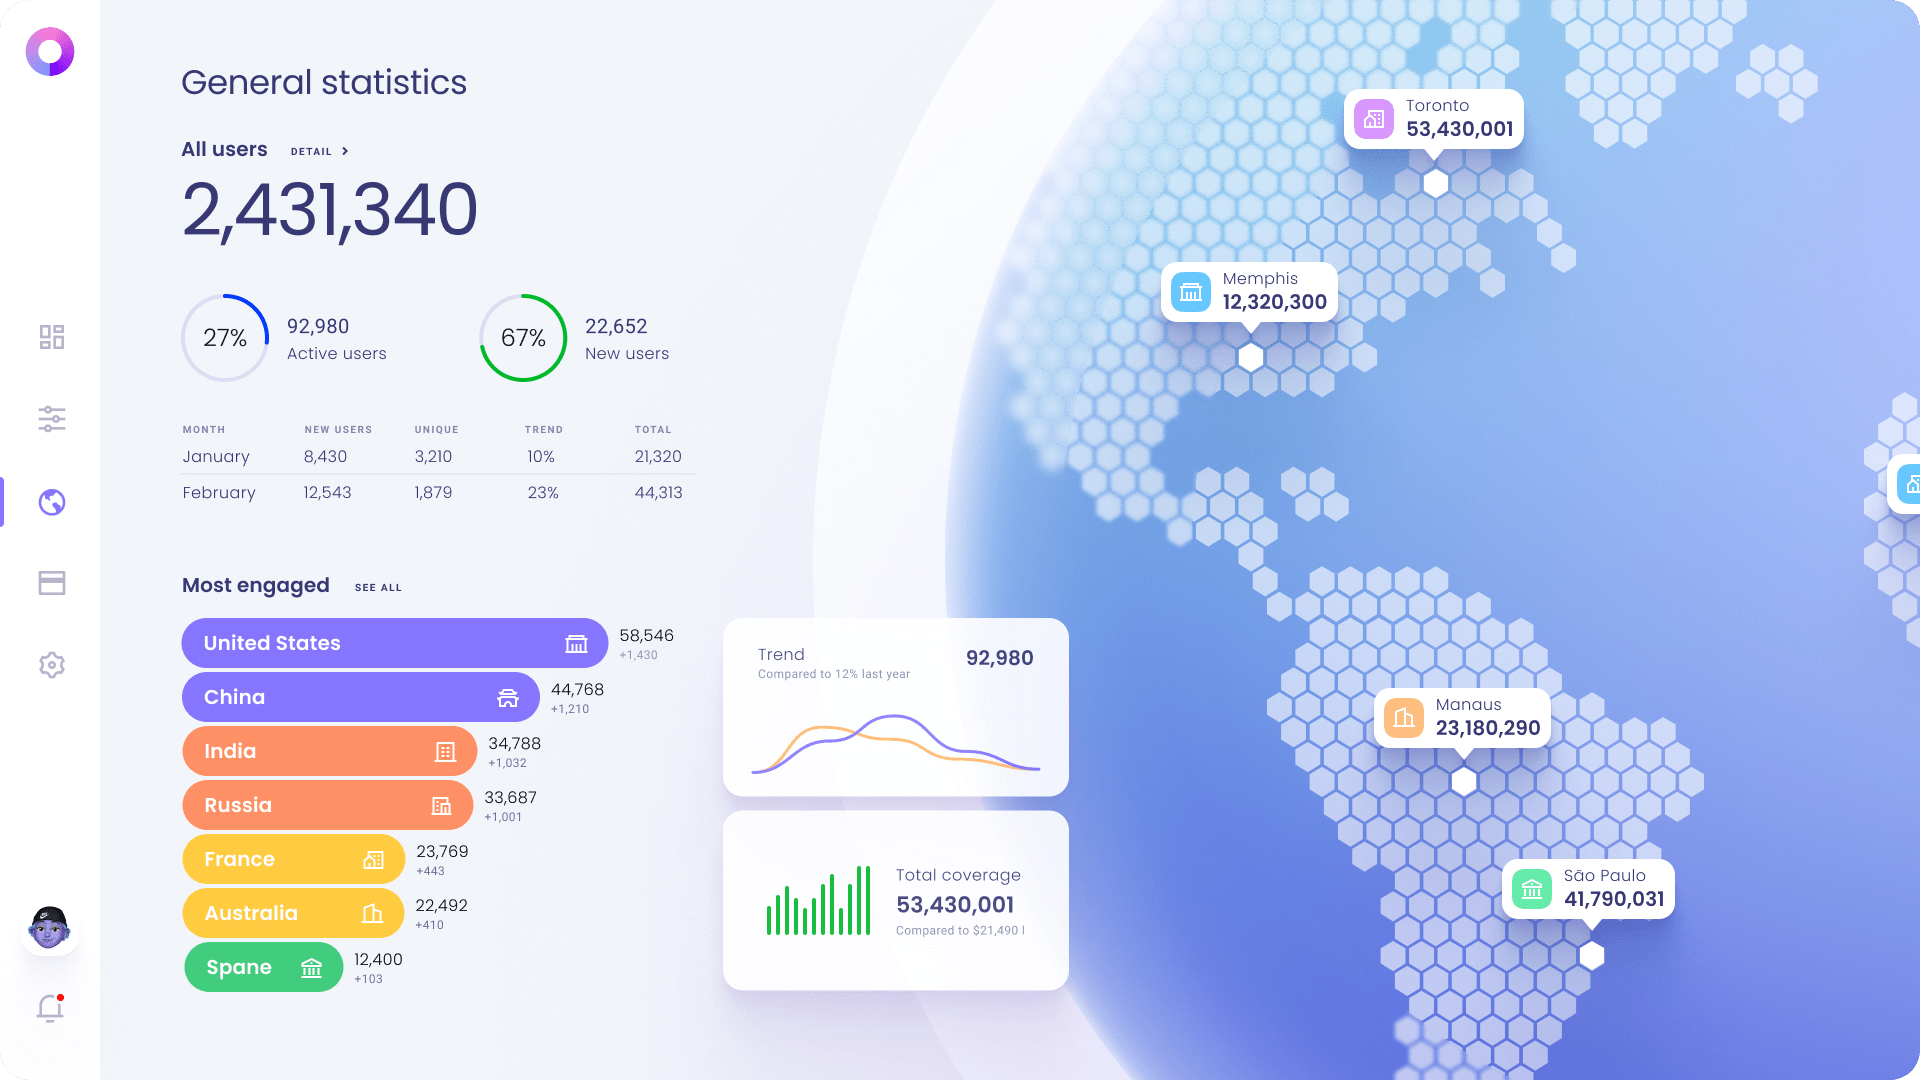 General statistics
All users DETAIL
2,431,340
27% 92,980 Active users
67% 22,652 New users
MONTH NEW USERS UNIQUE TREND TOTAL
January 8,430 3,210 10% 21,320
February 12,543 1,879 23% 44,313
Most engaged SEE ALL
United States 58,546
+1,430
China 44,768
+1,210
India 34,788
+1,032
Russia 33,687
+1,001
France 23,769
+443
Australia 22,492
+410
Spane 12,400
+103
Trend 92,980
Compared to 12% last year
Total coverage
53,430,001
Compared to $21,490 l
Toronto
53,430,001
Memphis
12,320,300
Manaus
23,180,290
São Paulo
41,790,031